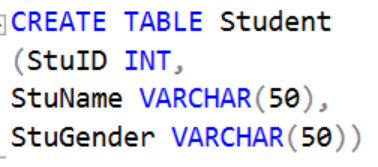 CREATE TABLE Student
(StuID INT,
StuName VARCHAR(50),
StuGender VARCHAR(50))